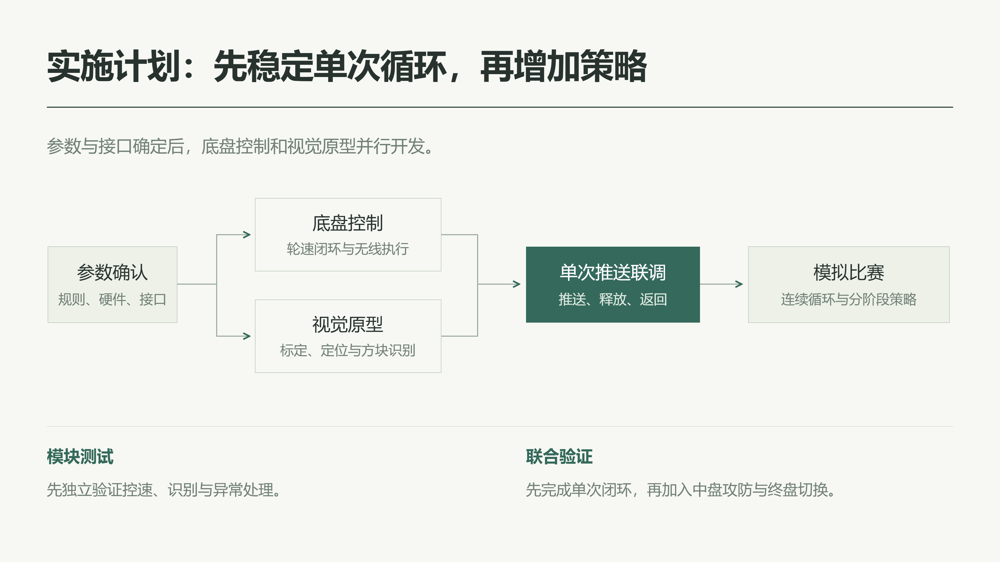 实施计划：先稳定单次循环，再增加策略
参数与接口确定后，底盘控制和视觉原型并行开发。
参数确认
规则、硬件、接口
底盘控制
轮速闭环与无线执行
视觉原型
标定、定位与方块识别
单次推送联调
推送、释放、返回
模拟比赛
连续循环与分阶段策略
模块测试
先独立验证控速、识别与异常处理。
联合验证
先完成单次闭环，再加入中盘攻防与终盘切换。